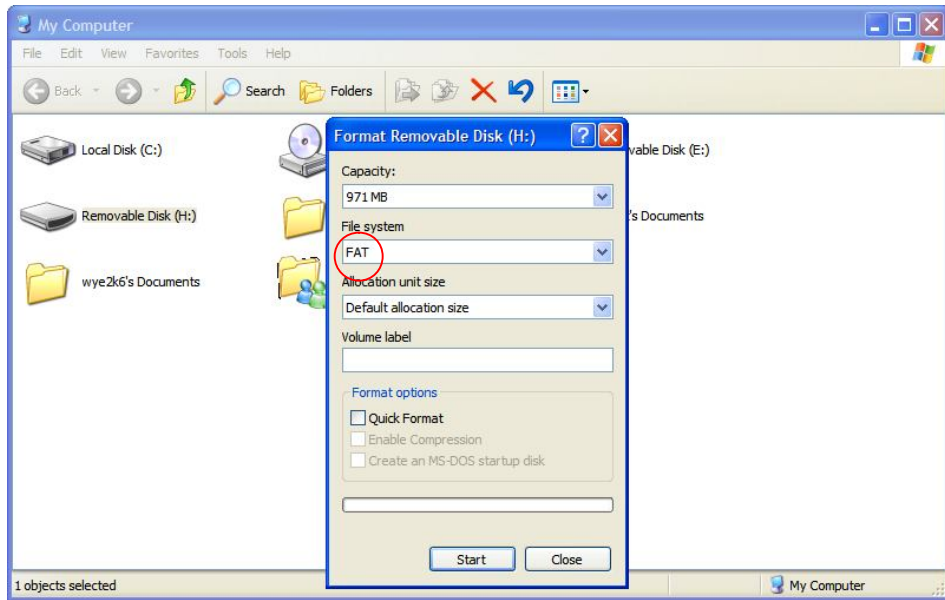 My Computer
File Edit View Favorites Tools Help
Back Search Folders
Local Disk (C:)
vable Disk (E:)
Removable Disk (H:)
's Documents
wye2k6's Documents
Format Removable Disk (H:)
Capacity:
971 MB
File system
FAT
Allocation unit size
Default allocation size
Volume label
Format options
Quick Format
Enable Compression
Create an MS-DOS startup disk
Start Close
1 objects selected
My Computer